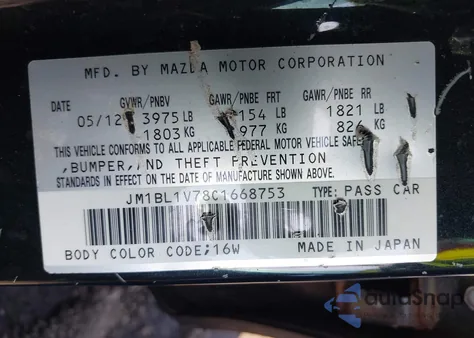 MFD. BY MAZDA MOTOR CORPORATION
DATE GVWR/PNBV GAWR/PNBE FRT GAWR/PNBE RR
05/12 3975 LB 154 LB 1821 LB
1803 KG 977 KG 826 KG
THIS VEHICLE CONFORMS TO ALL APPLICABLE FEDERAL MOTOR VEHICLE
,BUMPER, THEFT PREVENTION
STANDARDS IN EFFECT ON THE DATE OF MANUFACTURE SHOWN ABOVE.
JM1BL1V78C1668753 TYPE: PASS CAR
BODY COLOR CODE;16W MADE IN JAPAN
AutoSnap